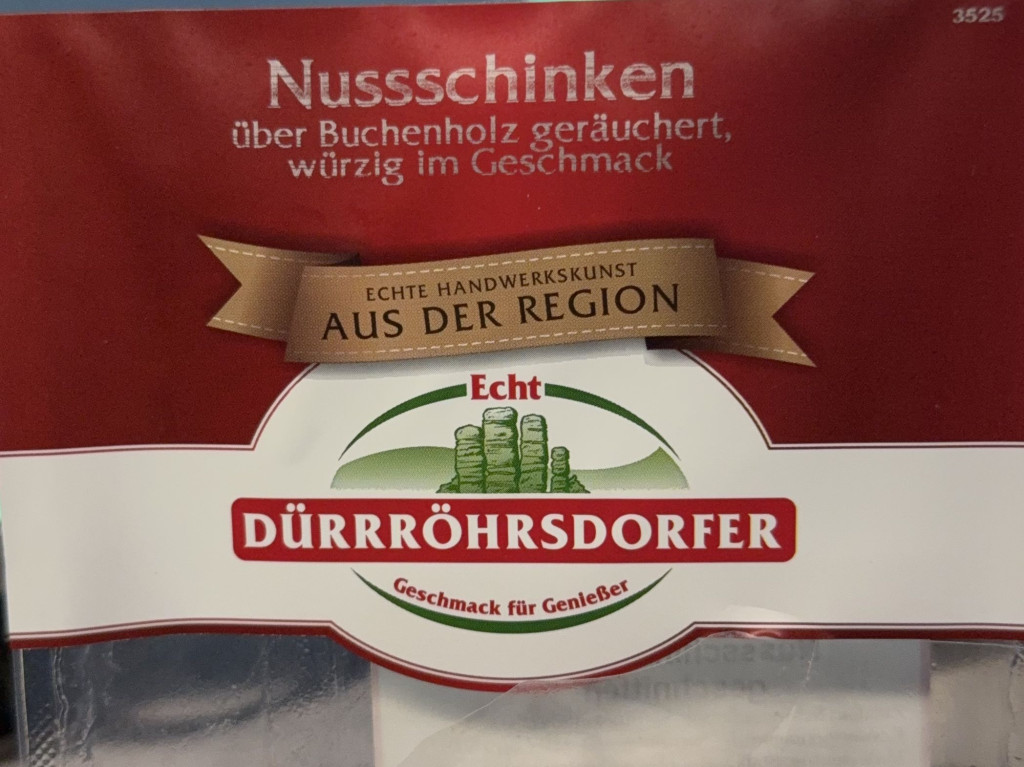 3525
Nussschinken
über Buchenholz geräuchert,
würzig im Geschmack
ECHTE HANDWERKSKUNST
AUS DER REGION
Echt
DÜRRRÖHRSDORFER
Geschmack für Genießer